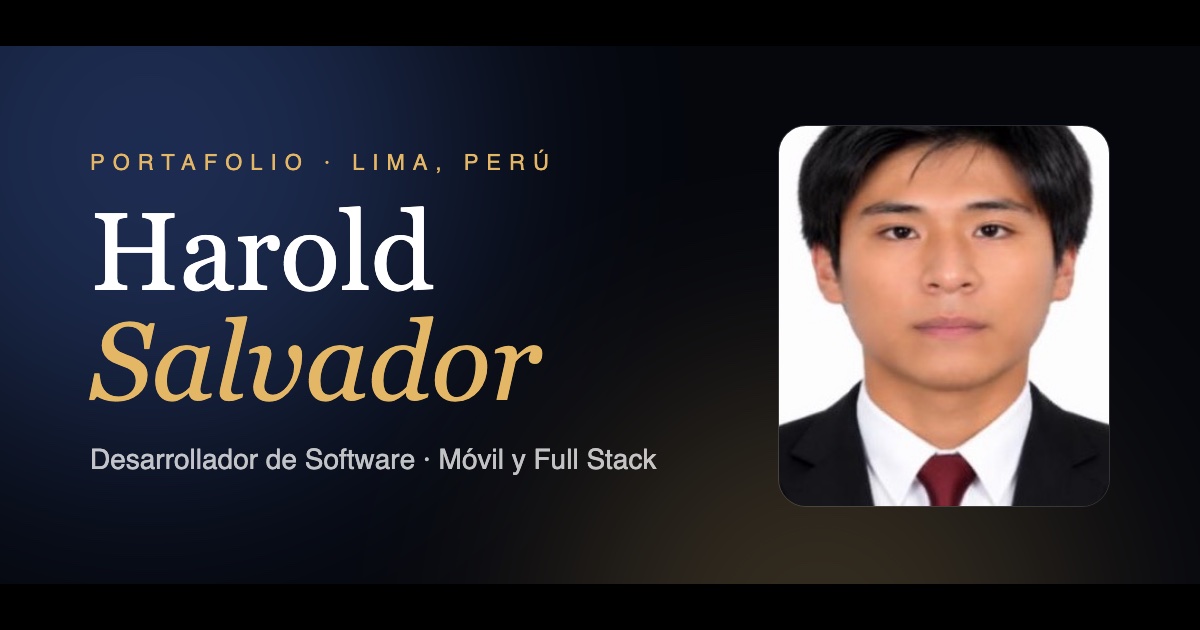 PORTAFOLIO · LIMA, PERÚ
Harold
Salvador
Desarrollador de Software · Móvil y Full Stack